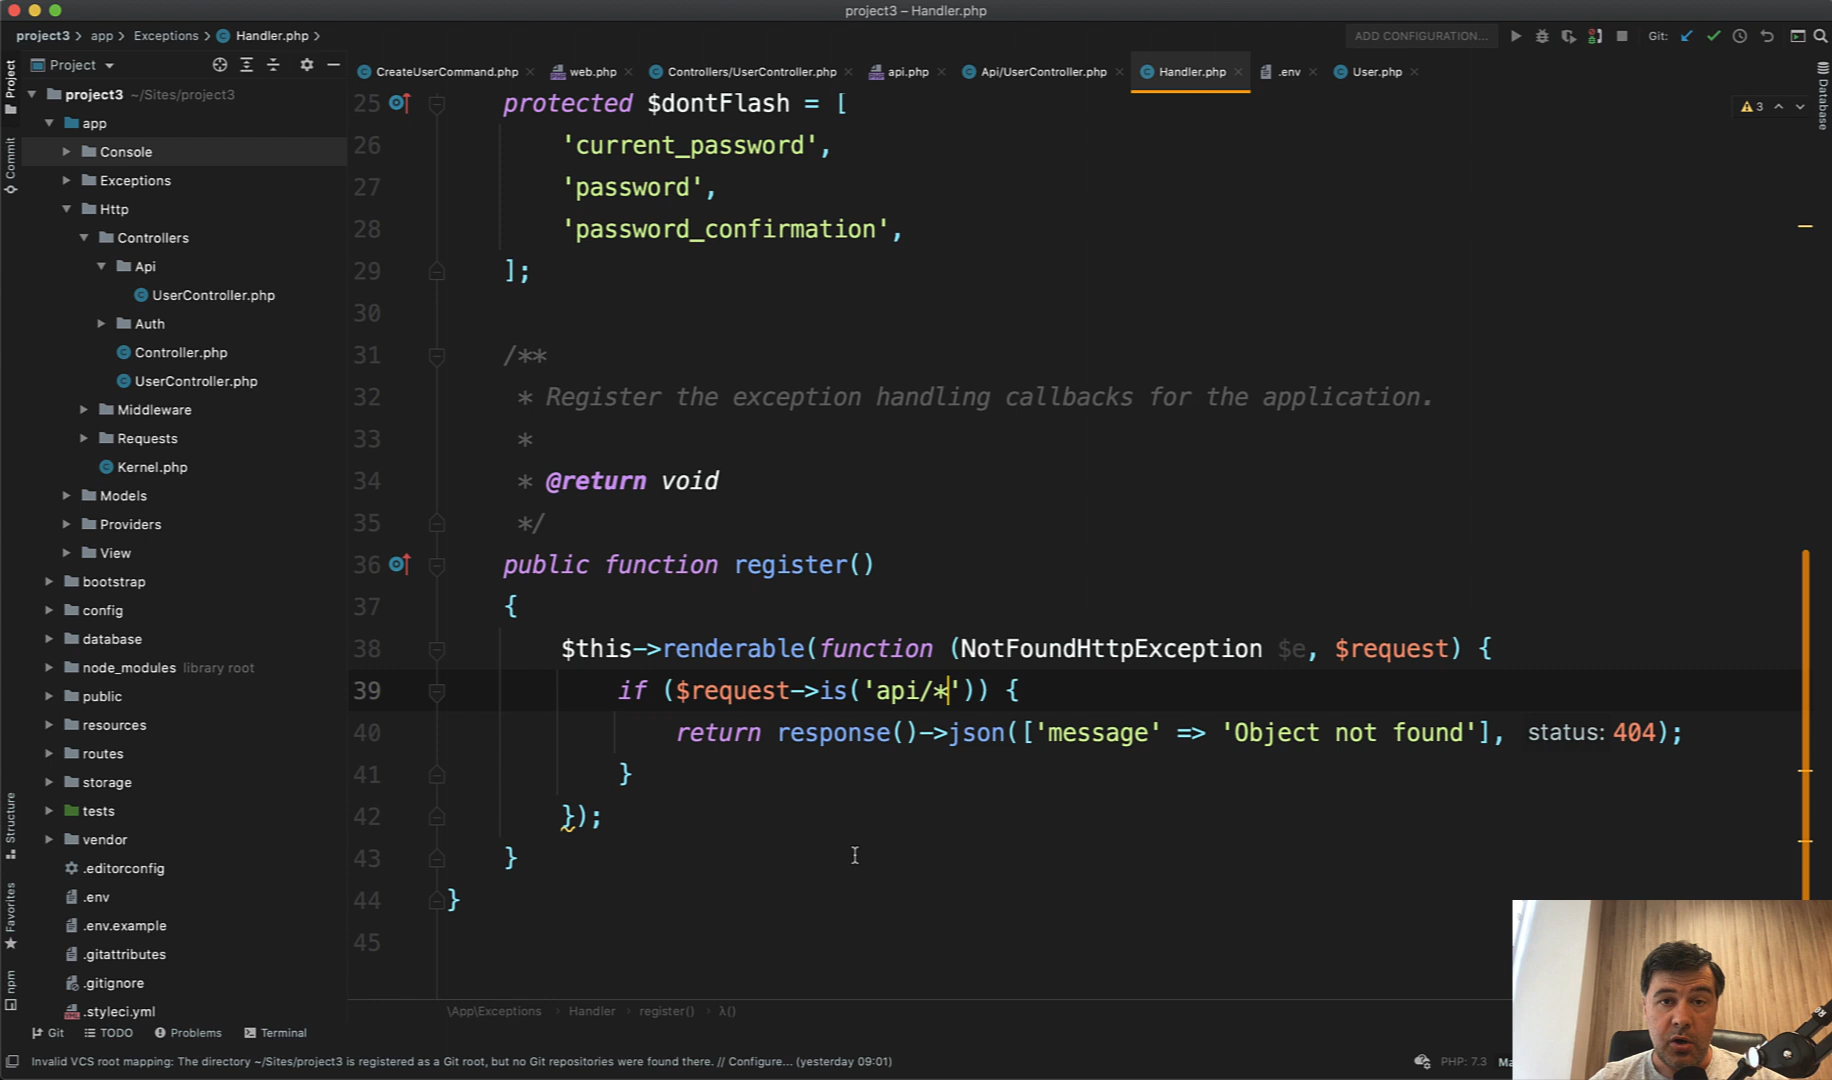 project3 – Handler.php
project3 > app > Exceptions > Handler.php >
ADD CONFIGURATION...
Git:
Project
CreateUserCommand.php
web.php
Controllers/UserController.php
api.php
Api/UserController.php
Handler.php
.env
User.php
Project
Commit
Structure
Favorites
npm
Database
3
project3 ~/Sites/project3
app
Console
Exceptions
Http
Controllers
Api
UserController.php
Auth
Controller.php
UserController.php
Middleware
Requests
Kernel.php
Models
Providers
View
bootstrap
config
database
node_modules library root
public
resources
routes
storage
tests
vendor
.editorconfig
.env
.env.example
.gitattributes
.gitignore
.styleci.yml
25 protected $dontFlash = [
26 'current_password',
27 'password',
28 'password_confirmation',
29 ];
30
31 /**
32 * Register the exception handling callbacks for the application.
33 *
34 * @return void
35 */
36 public function register()
37 {
38 $this->renderable(function (NotFoundHttpException $e, $request) {
39 if ($request->is('api/*')) {
40 return response()->json(['message' => 'Object not found'], status: 404);
41 }
42 });
43 }
44 }
45
\App\Exceptions > Handler > register() > λ()
Git
TODO
Problems
Terminal
Invalid VCS root mapping: The directory ~/Sites/project3 is registered as a Git root, but no Git repositories were found there. // Configure... (yesterday 09:01)
PHP: 7.3